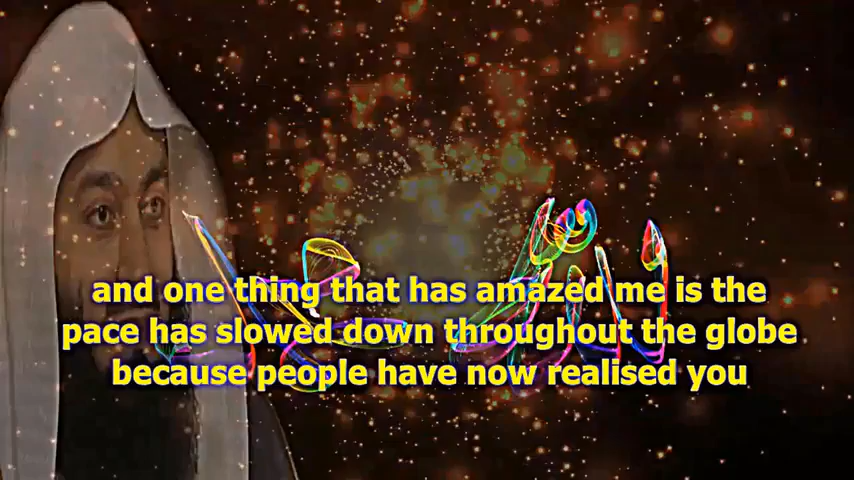 and one thing that has amazed me is the
pace has slowed down throughout the globe
because people have now realised you